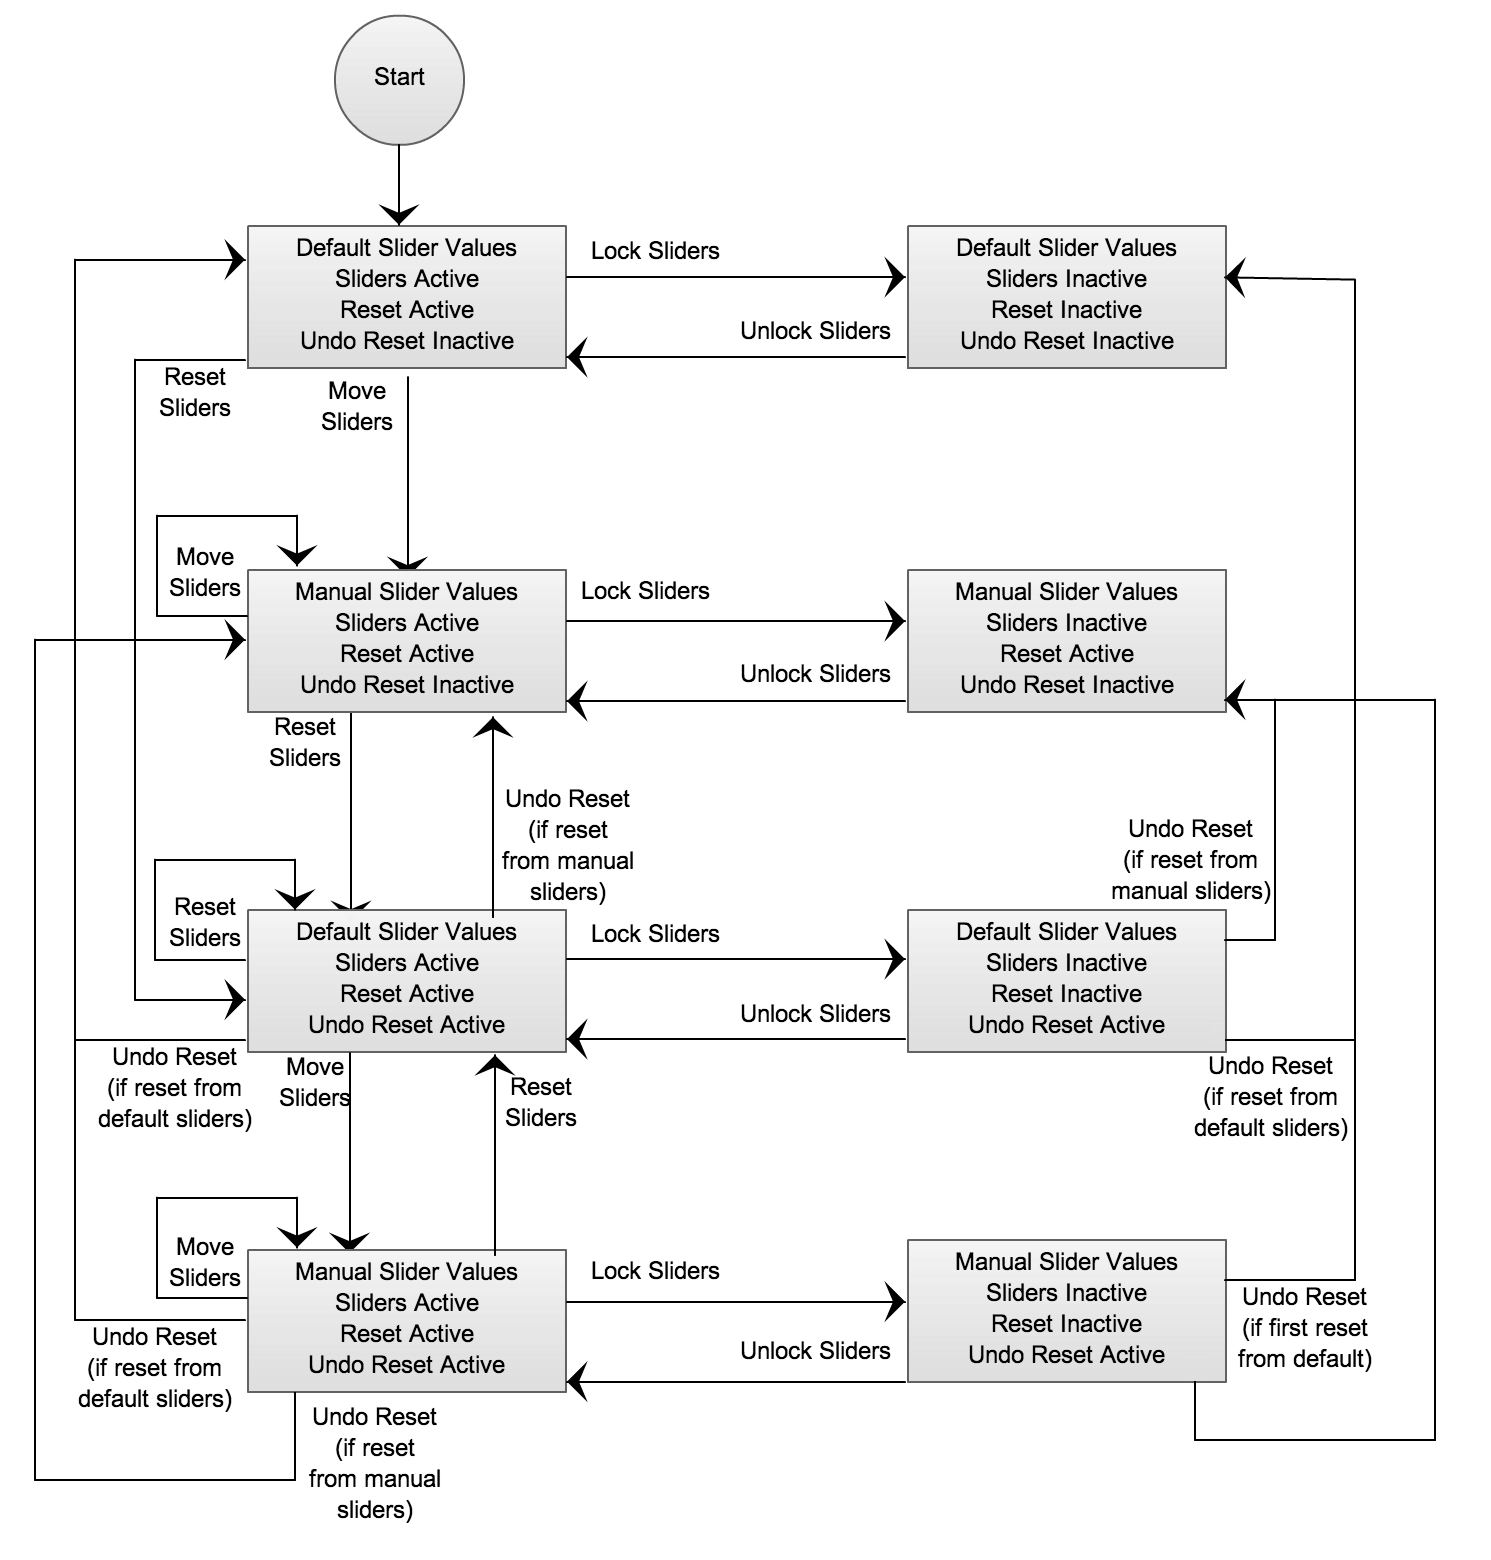 Start
Default Slider Values
Sliders Active
Reset Active
Undo Reset Inactive
Lock Sliders
Unlock Sliders
Default Slider Values
Sliders Inactive
Reset Inactive
Undo Reset Inactive
Reset
Sliders
Move
Sliders
Move
Sliders
Manual Slider Values
Sliders Active
Reset Active
Undo Reset Inactive
Lock Sliders
Unlock Sliders
Manual Slider Values
Sliders Inactive
Reset Active
Undo Reset Inactive
Reset
Sliders
Undo Reset
(if reset
from manual
sliders)
Undo Reset
(if reset from
manual sliders)
Reset
Sliders
Default Slider Values
Sliders Active
Reset Active
Undo Reset Active
Lock Sliders
Unlock Sliders
Default Slider Values
Sliders Inactive
Reset Inactive
Undo Reset Active
Undo Reset
(if reset from
default sliders)
Move
Sliders
Reset
Sliders
Undo Reset
(if reset from
default sliders)
Move
Sliders
Manual Slider Values
Sliders Active
Reset Active
Undo Reset Active
Lock Sliders
Unlock Sliders
Manual Slider Values
Sliders Inactive
Reset Inactive
Undo Reset Active
Undo Reset
(if first reset
from default)
Undo Reset
(if reset from
default sliders)
Undo Reset
(if reset
from manual
sliders)